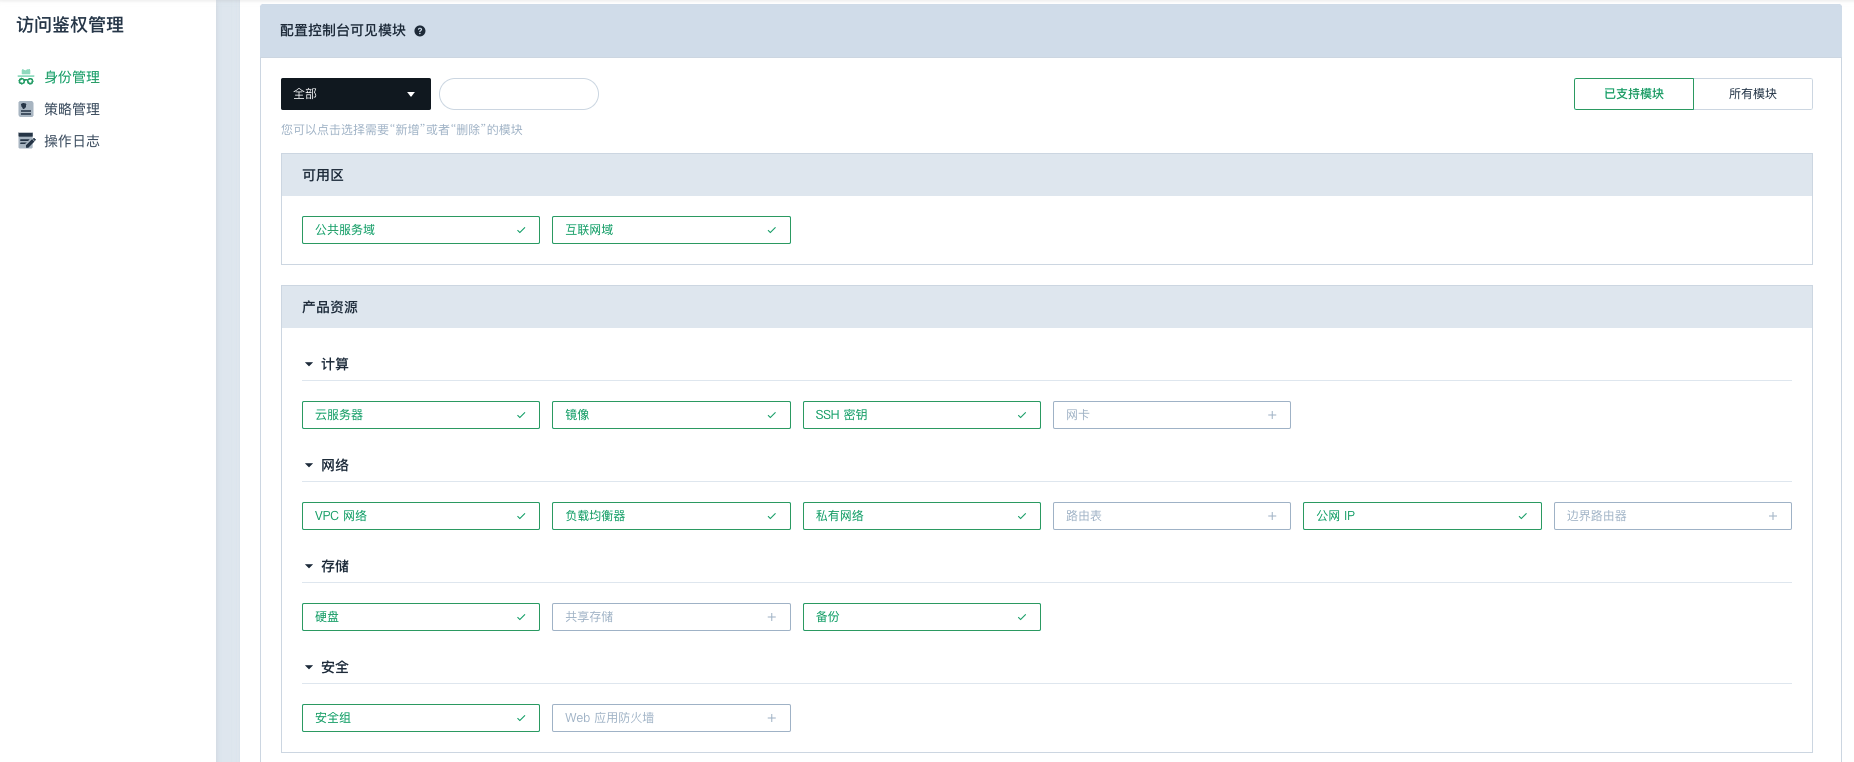 访问鉴权管理
身份管理
策略管理
操作日志
配置控制台可见模块
全部
已支持模块 所有模块
您可以点击选择需要“新增”或者“删除”的模块
可用区
公共服务域 互联网域
产品资源
计算
云服务器 镜像 SSH 密钥 网卡
网络
VPC 网络 负载均衡器 私有网络 路由表 公网 IP 边界路由器
存储
硬盘 共享存储 备份
安全
安全组 Web 应用防火墙